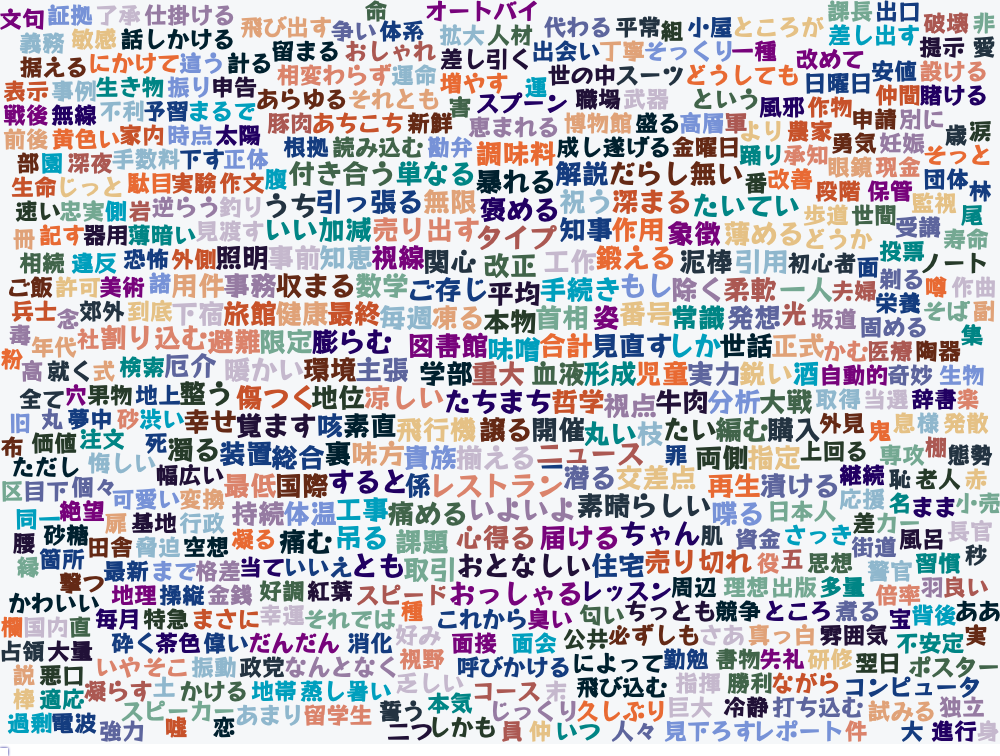 文句 証拠 了承 仕掛ける 飛び出す 争い 命 体系 オートバイ 拡大 人材 代わる 平常 組 小屋 ところが 課長 出口 差し出す 破壊 非
義務 敏感 話しかける 留まる おしゃれ 差し引く 出会い 丁寧 そっくり 一種 改めて 提示 愛
据える にかけて 違う 計る 相変わらず 運命 増やす 運 世の中 スーツ どうしても 日曜日 安値 設ける
表示 事例 生き物 振り 申告 あらゆる それとも 害 スプーン 職場 武器 という 風邪 作物 仲間 賭ける
戦後 無線 不利 予留 まるで 豚肉 あちこち 新鮮 恵まれる 博物館 盛る 高層 軍 より 農家 申請 別に 歳 涙
前後 黄色い 家内 時点 太陽 根拠 読み込む 勘弁 調味料 成し遂げる 金曜日 踊り 承知 勇気 妊娠 そっと
部 園 深夜 手数料 下す 正体 腹 付き合う 単なる 暴れる 解説 だらし無い 番 改善 眼鏡 現金 団体 林
生命 じっと 駄目 実験 作文 うち 引っ張る 無限 褒める 祝う 深まる たいてい 段階 保管 監視 尾
速い 忠実 側 岩 逆らう 釣り いい加減 売り出す タイプ 知事 作用 象徴 薄める 歩道 どうか 世間 受講 寿命
冊 記す 器用 薄暗い 見渡す 照明 事前 知恵 視線 関心 改正 工作 鍛える 泥棒 引用 初心者 面 投票 ノート
相続 違反 恐怖 外側 ご飯 許可 美術 諸 用件 事務 収まる 数学 ご存じ 平均 手続き もし 除く 柔軟 一人 夫婦 剃る 噂 作曲
兵士 念 郊外 到底 下宿 旅館 健康 最終 毎週 凍る 本物 首相 姿 番号 常識 発想 光 坂道 栄養 固める そば 副
毒 年代 社 割り込む 避難 限定 膨らむ 図書館 味噌 合計 見直す しか 世話 正式 かむ 医療 陶器 集
粉 高 就く 式 検索 厄介 暖かい 環境 主張 学部 重大 血液 形成 児童 実力 鋭い 酒 自動的 奇妙 生物
全て 穴 果物 地上 整う 傷つく 地位 涼しい たちまち 哲学 視点 牛肉 分析 大戦 取得 当選 辞書 楽
旧 丸 夢中 砂 渋い 幸せ 覚ます 咳 素直 飛行機 譲る 開催 丸い 枝 たい 編む 購入 外見 鬼 息 様 発散
布 価値 注文 死 濁る 装置 総合 裏 味方 貴族 揃える ニュース 罪 両側 指定 上回る 専攻 棚 態勢
ただし 悔しい 幅広い 最低 国際 すると 係 レストラン 一 潜る 交差点 再生 漬ける 継続 恥 老人 赤
区 目下 個々 可愛い 変換 持続 体温 工事 痛める いよいよ 素晴らしい 喋る 日本人 応援 名 まま 小売
同一 絶望 扉 基地 行政 凝る 痛む 吊る 課題 心得る 届ける ちゃん 肌 資金 さっき 差 カー 街道 風呂 長官
腰 砂糖 田舎 脅迫 空想 当て いいえ とも 取引 おとなしい 住宅 売り切れ 役 五 思想 警官 習慣 秒
縁 箇所 撃つ 最新 まで 格差 地理 操縦 金銭 好調 紅葉 スピード おっしゃる レッスン 周辺 理想 出版 多量 倍率 羽 良い
かわいい 毎月 特急 まさに 幸運 それでは 種 これから 臭い 匂い ちっとも 競争 ところ 煮る 宝 背後 ああ
欄 国内 直 砕く 茶色 偉い だんだん 消化 好み 面接 面会 公共 必ずしも さあ 真っ白 雰囲気 不安定 実
占領 大量 いや そこ 振動 政党 なんとなく 視野 呼びかける によって 勤勉 書物 失礼 研修 翌日 ポスター
説 悪口 凝らす 土 かける 地帯 蒸し暑い 乏しい コース 末 飛び込む 指揮 勝利 ながら コンピュータ
棒 適応 スピーカー あまり 留学生 誓う 本気 じっくり 久しぶり 巨大 冷静 打ち込む 試みる 独立
過剰 電波 強力 嘘 恋 二つ しかも 員 仲 いつ 人々 見下ろす レポート 件 大 進行 身